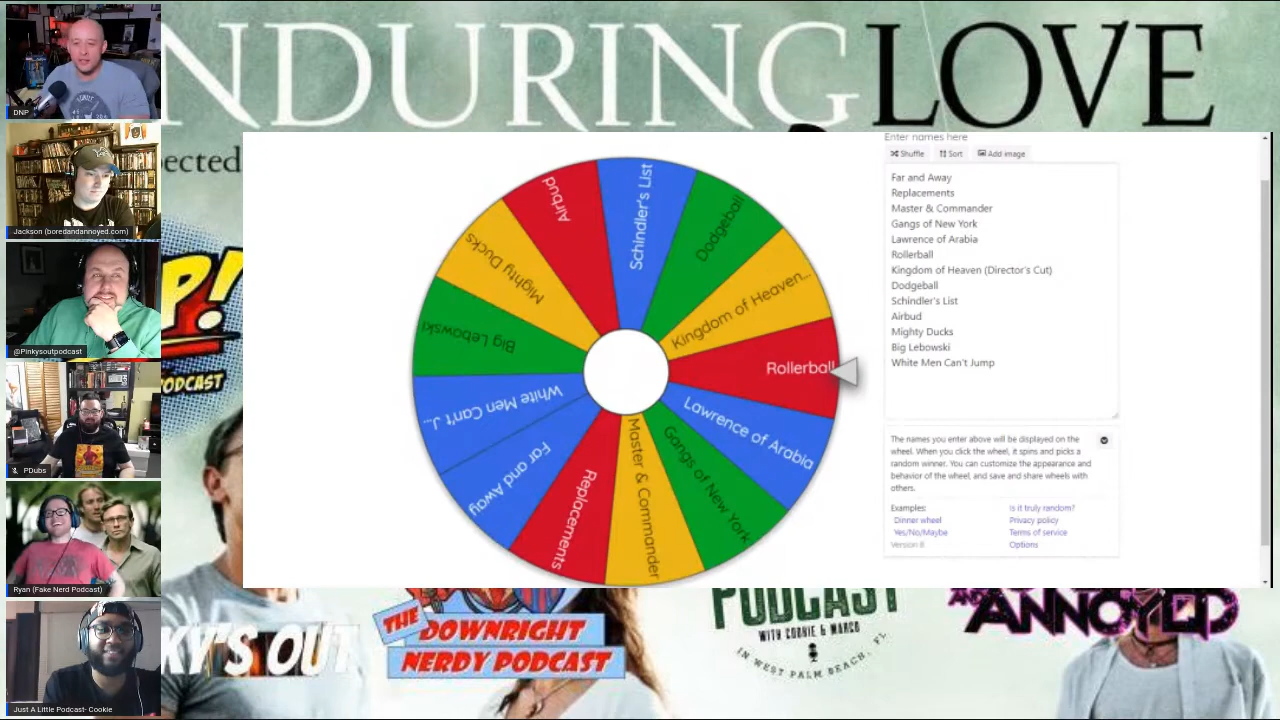 NDURING LOVE
pected
DNP
Jackson (boredandannoyed.com)
@Pinkysoutpodcast
PDubs
Ryan (Fake Nerd Podcast)
Just A Little Podcast- Cookie
P!
ODCAST
Airbud
Schindler's List
Dodgeball
Kingdom of Heaven...
Rollerball
Lawrence of Arabia
Gangs of New York
Master & Commander
Replacements
Far and Away
White Men Can't J...
Big Lebowski
Mighty Ducks
Enter names here
Shuffle Sort Add image
Far and Away
Replacements
Master & Commander
Gangs of New York
Lawrence of Arabia
Rollerball
Kingdom of Heaven (Director's Cut)
Dodgeball
Schindler's List
Airbud
Mighty Ducks
Big Lebowski
White Men Can't Jump
The names you enter above will be displayed on the
wheel. When you click the wheel, it spins and picks a
random winner. You can customize the appearance and
behavior of the wheel, and save and share wheels with
others.
Examples:
Dinner wheel
Yes/No/Maybe
Version 8
Is it truly random?
Privacy policy
Terms of service
Options
KY'S OUT
THE
DOWNRIGHT
NERDY PODCAST
PODCAST
WITH COOKIE & MARCO
IN WEST PALM BEACH, FL
AND
ANNOYED